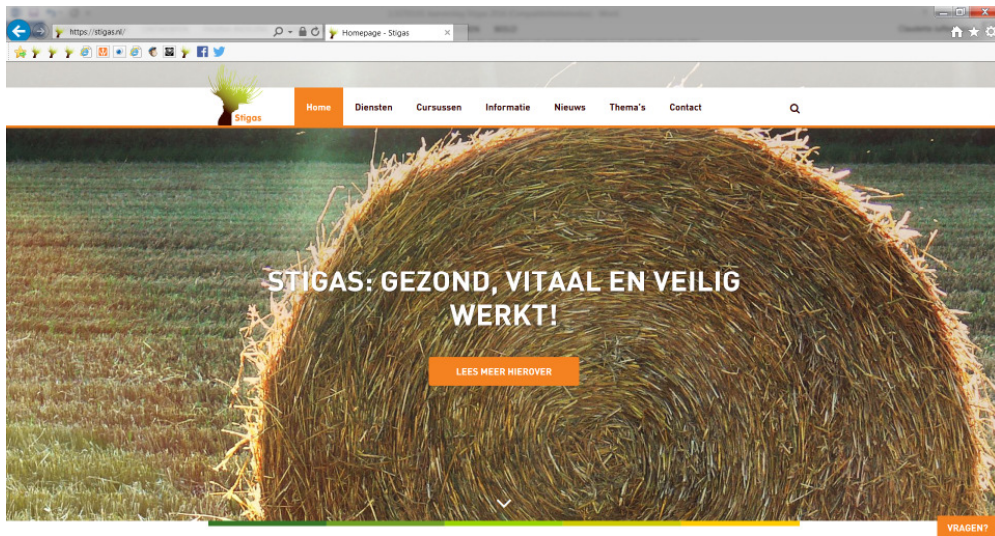 https://stigas.nl/
Homepage - Stigas
Stigas
Home Diensten Cursussen Informatie Nieuws Thema's Contact
STIGAS: GEZOND, VITAAL EN VEILIG
WERKT!
LEES MEER HIEROVER
VRAGEN?